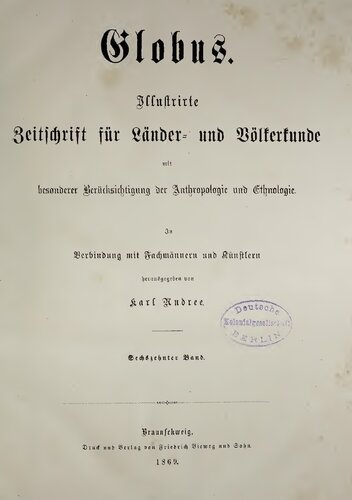 Globus.
Illustrirte
Zeitschrift für Länder- und Völkerkunde
mit
besonderer Berücksichtigung der Anthropologie und Ethnologie.
In
Verbindung mit Fachmännern und Künstlern
herausgegeben von
Karl Andree.
Deutsche
Kolonialgesellschaft
BERLIN
Sechszehnter Band.
Braunschweig,
Druck und Verlag von Friedrich Vieweg und Sohn.
1869.